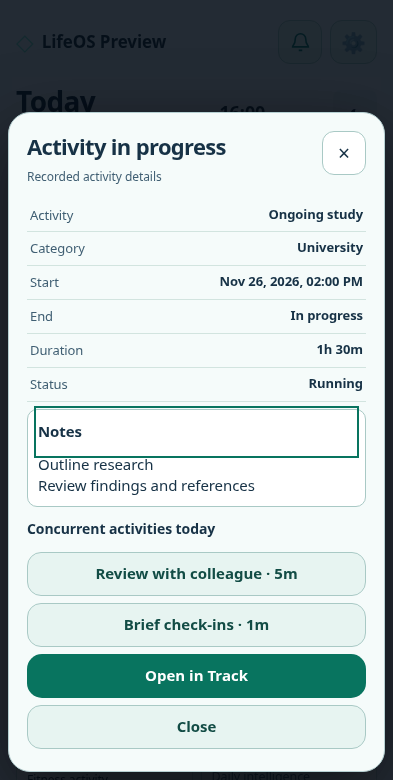 LifeOS Preview
Today
16:00
Activity in progress
×
Recorded activity details
Activity Ongoing study
Category University
Start Nov 26, 2026, 02:00 PM
End In progress
Duration 1h 30m
Status Running
Notes
Outline research
Review findings and references
Concurrent activities today
Review with colleague · 5m
Brief check-ins · 1m
Open in Track
Close